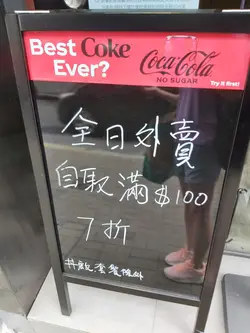 Best Coke
Ever?
Coca-Cola
NO SUGAR
Try it first!
全日外賣
自取滿$100
7折